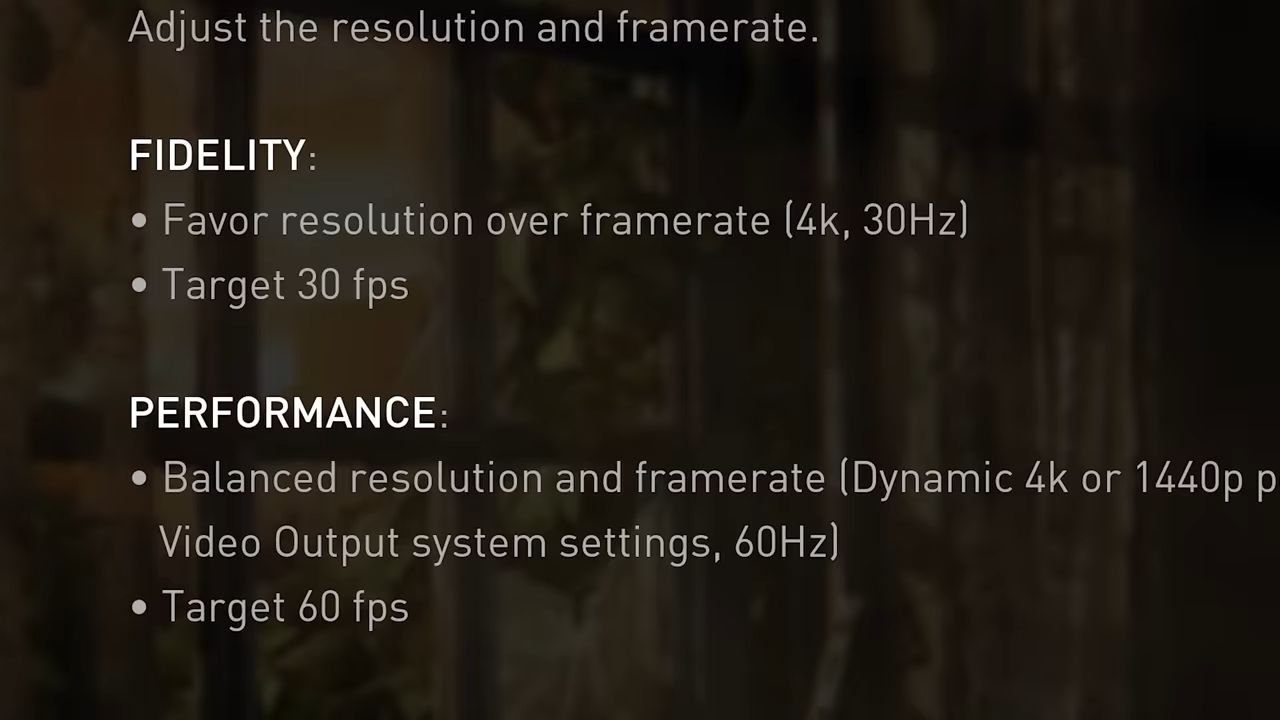 Adjust the resolution and framerate.
FIDELITY:
• Favor resolution over framerate (4k, 30Hz)
• Target 30 fps
PERFORMANCE:
• Balanced resolution and framerate (Dynamic 4k or 1440p
Video Output system settings, 60Hz)
• Target 60 fps